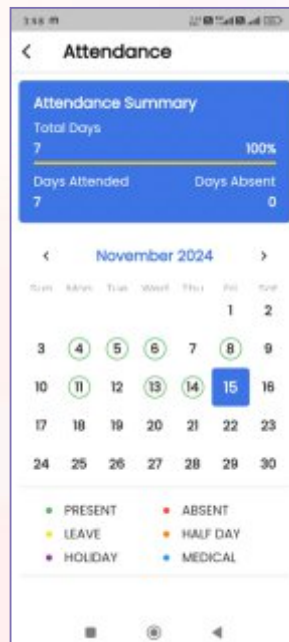 3:58
Attendance
Attendance Summary
Total Days
7 100%
Days Attended Days Absent
7 0
November 2024
Sun Mon Tue Wed Thu Fri Sat
1 2
3 4 5 6 7 8 9
10 11 12 13 14 15 16
17 18 19 20 21 22 23
24 25 26 27 28 29 30
PRESENT ABSENT
LEAVE HALF DAY
HOLIDAY MEDICAL